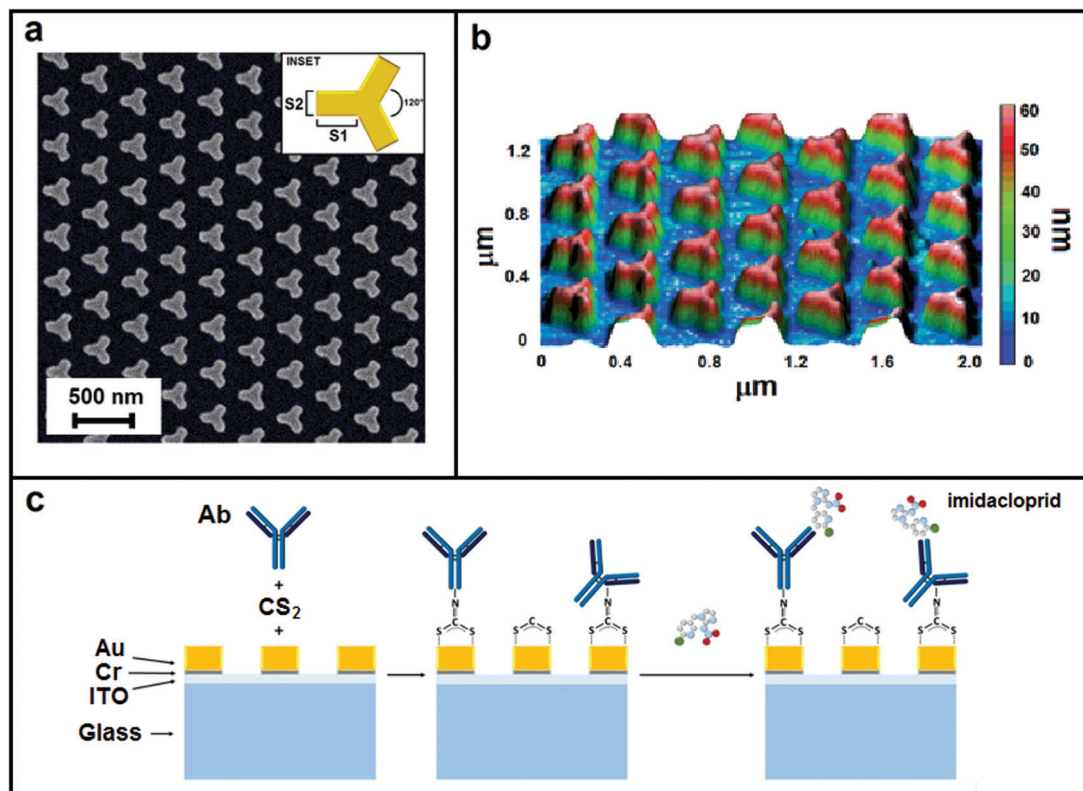 a
INSET
S2
S1
120°
500 nm
b
1.2
0.8
0.4
0
μm
0
0.4
0.8
1.2
1.6
2.0
μm
60
50
40
30
20
10
0
nm
c
Ab
+
CS2
+
Au
Cr
ITO
Glass
N
C
S
S
C
S
S
N
C
S
S
imidacloprid
N
C
S
S
C
S
S
N
C
S
S